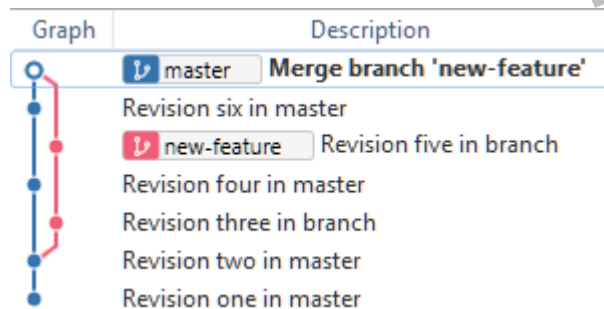 Graph Description
master Merge branch 'new-feature'
Revision six in master
new-feature Revision five in branch
Revision four in master
Revision three in branch
Revision two in master
Revision one in master